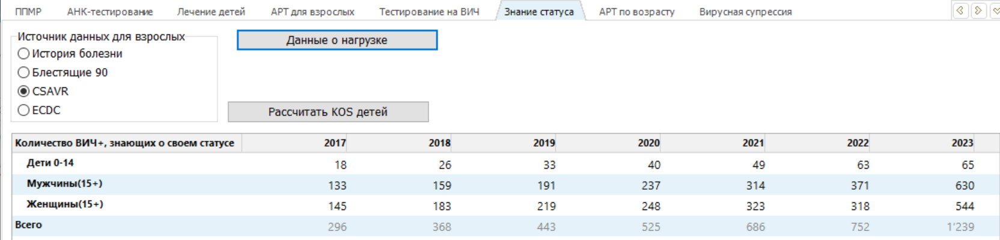 ППМР АНК-тестирование Лечение детей АРТ для взрослых Тестирование на ВИЧ Знание статуса АРТ по возрасту Вирусная супрессия
Источник данных для взрослых
Данные о нагрузке
История болезни
Блестящие 90
CSAVR
ECDC
Рассчитать KOS детей
Количество ВИЧ+, знающих о своем статусе 2017 2018 2019 2020 2021 2022 2023
Дети 0-14 18 26 33 40 49 63 65
Мужчины(15+) 133 159 191 237 314 371 630
Женщины(15+) 145 183 219 248 323 318 544
Всего 296 368 443 525 686 752 1'239